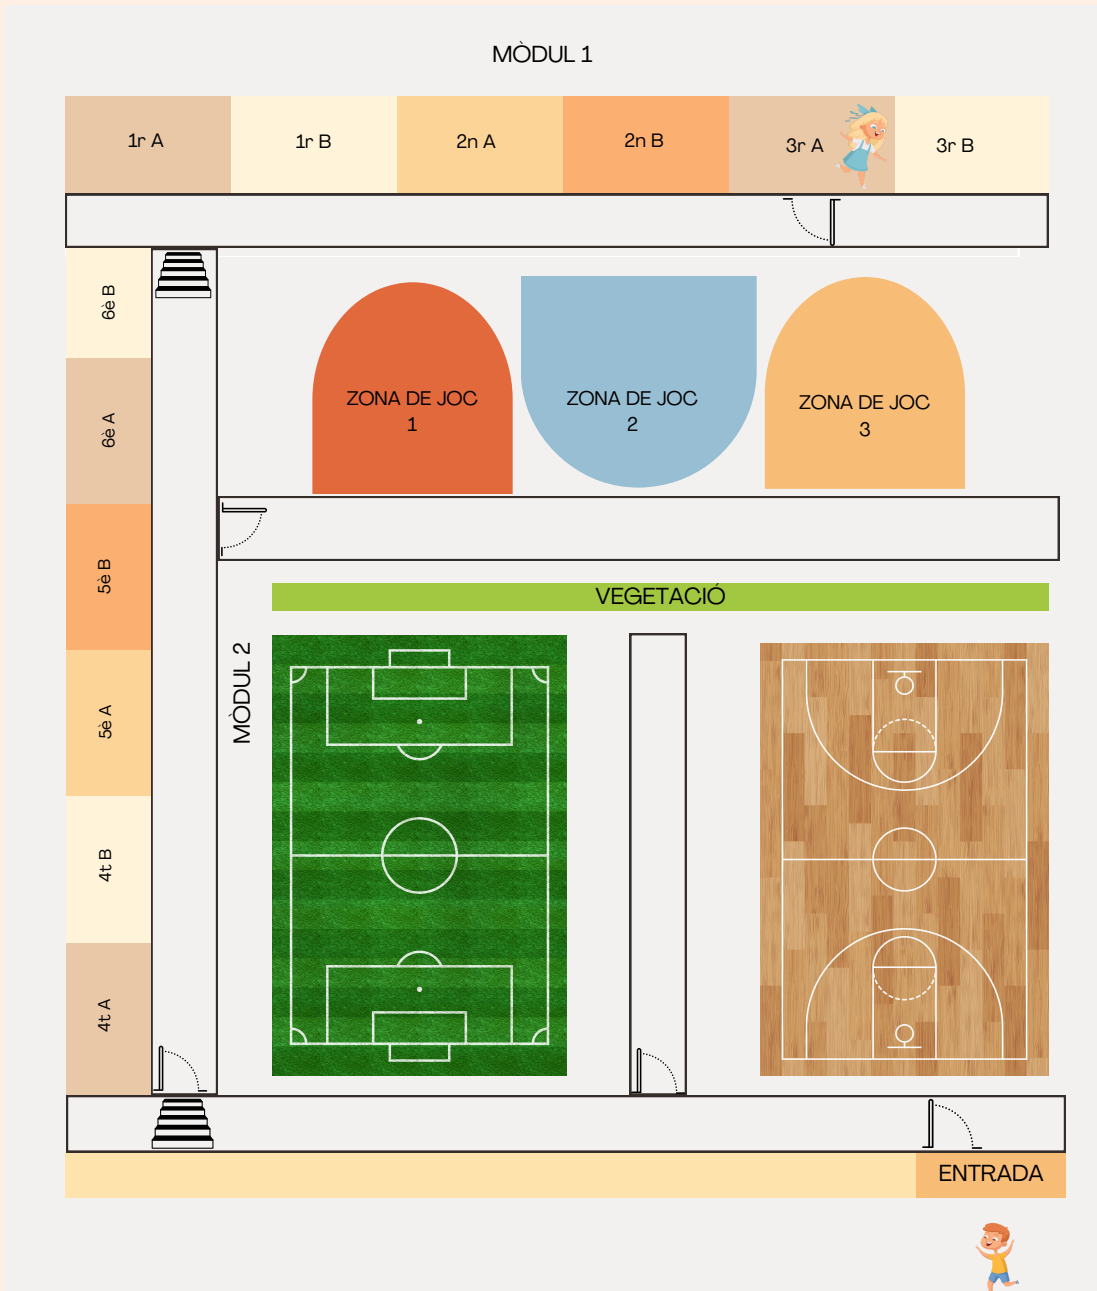 MÒDUL 1
1r A
1r B
2n A
2n B
3r A
3r B
6è B
6è A
5è B
5è A
4t B
4t A
ZONA DE JOC
1
ZONA DE JOC
2
ZONA DE JOC
3
VEGETACIÓ
MÒDUL 2
ENTRADA